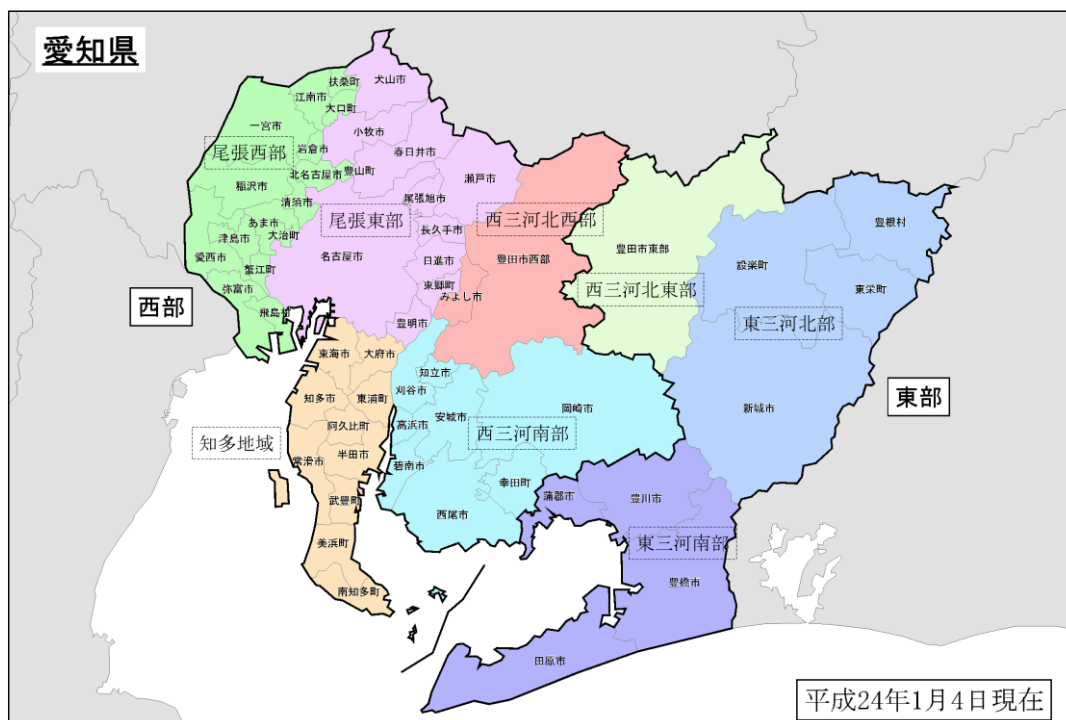 愛知県
扶桑町
犬山市
江南市
大口町
一宮市
小牧市
尾張西部
岩倉市
春日井市
北名古屋市
豊山町
瀬戸市
稲沢市
清須市
尾張旭市
あま市
尾張東部
西三河北西部
津島市
大治町
長久手市
豊田市東部
豊根村
愛西市
名古屋市
日進市
豊田市西部
設楽町
蟹江町
弥富市
東郷町
みよし市
西三河北東部
東栄町
西部
飛島村
豊明市
東三河北部
東海市
大府市
知立市
刈谷市
知多市
東浦町
安城市
岡崎市
新城市
東部
阿久比町
高浜市
西三河南部
知多地域
常滑市
半田市
碧南市
幸田町
武豊町
西尾市
蒲郡市
豊川市
美浜町
東三河南部
豊橋市
南知多町
田原市
平成24年1月4日現在